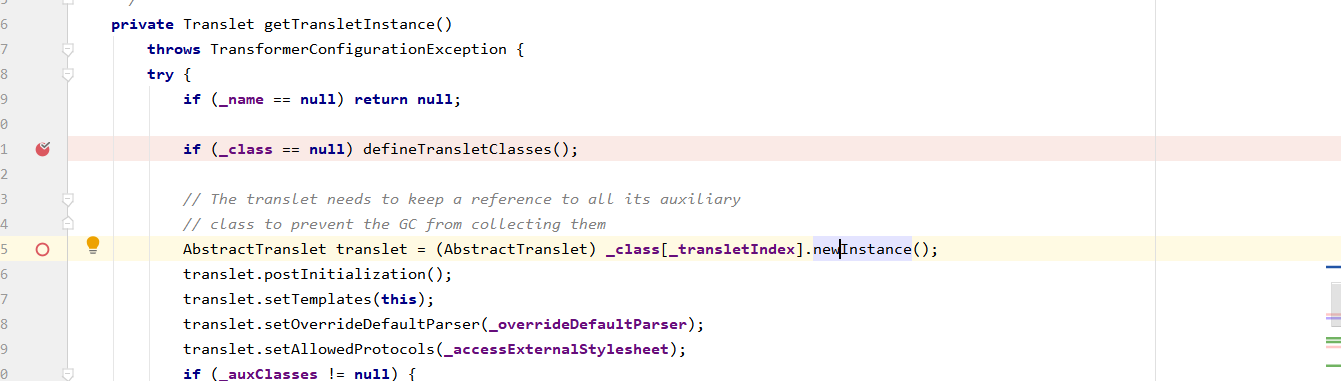 /
6 private Translet getTransletInstance()
7 throws TransformerConfigurationException {
8 try {
9 if (_name == null) return null;
0
1 if (_class == null) defineTransletClasses();
2
3 // The translet needs to keep a reference to all its auxiliary
4 // class to prevent the GC from collecting them
5 AbstractTranslet translet = (AbstractTranslet) _class[_transletIndex].newInstance();
6 translet.postInitialization();
7 translet.setTemplates(this);
8 translet.setOverrideDefaultParser(_overrideDefaultParser);
9 translet.setAllowedProtocols(_accessExternalStylesheet);
0 if (_auxClasses != null) {